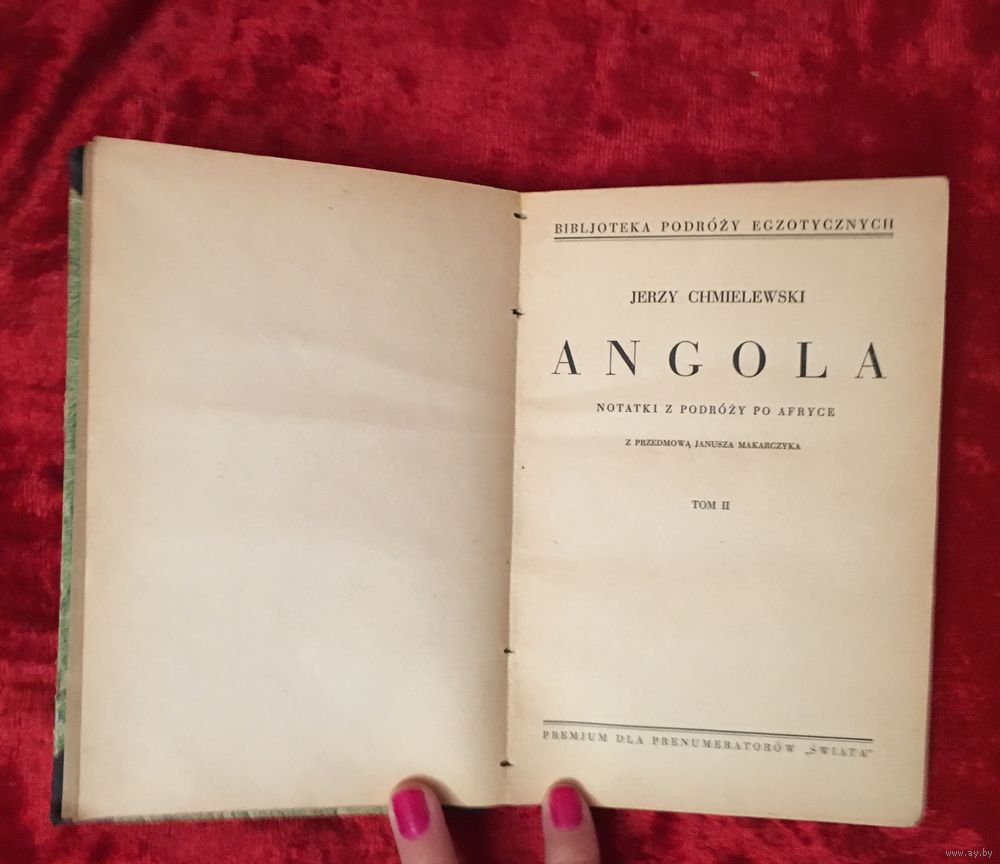 BIBLJOTEKA PODRÓŻY EGZOTYCZNYCH
JERZY CHMIELEWSKI
ANGOLA
NOTATKI Z PODRÓŻY PO AFRYCE
Z PRZEDMOWĄ JANUSZA MAKARCZYKA
TOM II
PREMJUM DLA PRENUMERATORÓW „ŚWIATA"
www.ay.by